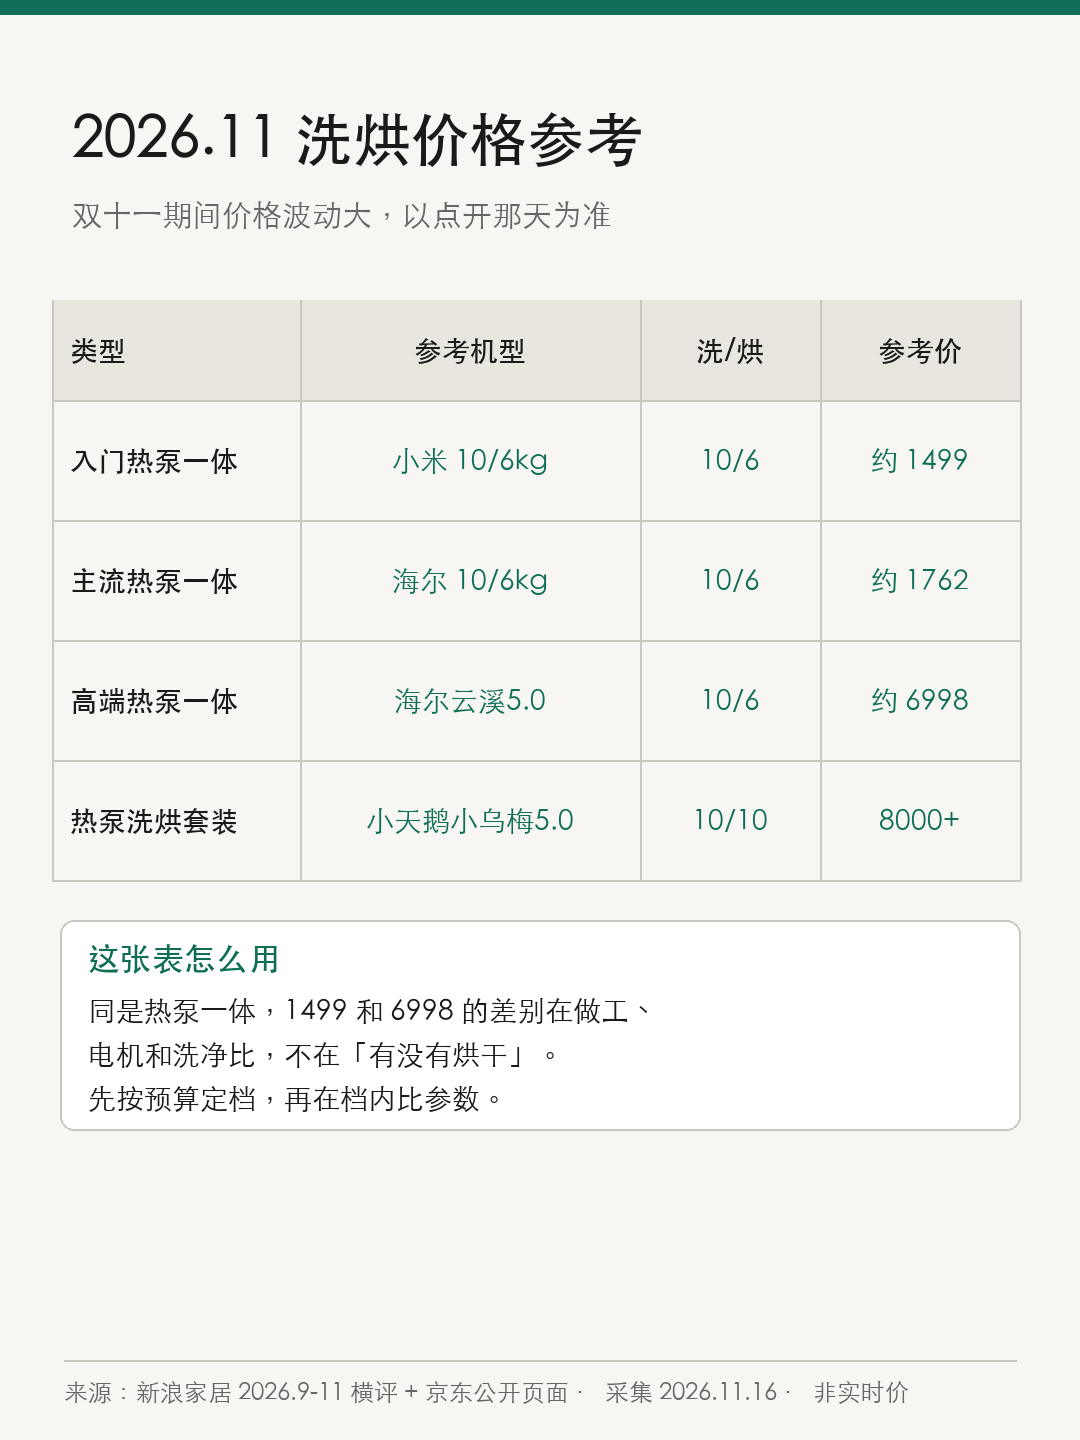 2026.11 洗烘价格参考
双十一期间价格波动大，以点开那天为准
类型 参考机型 洗/烘 参考价
入门热泵一体 小米 10/6kg 10/6 约 1499
主流热泵一体 海尔 10/6kg 10/6 约 1762
高端热泵一体 海尔云溪5.0 10/6 约 6998
热泵洗烘套装 小天鹅小乌梅5.0 10/10 8000+
这张表怎么用
同是热泵一体，1499 和 6998 的差别在做工、
电机和洗净比，不在「有没有烘干」。
先按预算定档，再在档内比参数。
来源：新浪家居 2026.9-11 横评 + 京东公开页面 · 采集 2026.11.16 · 非实时价